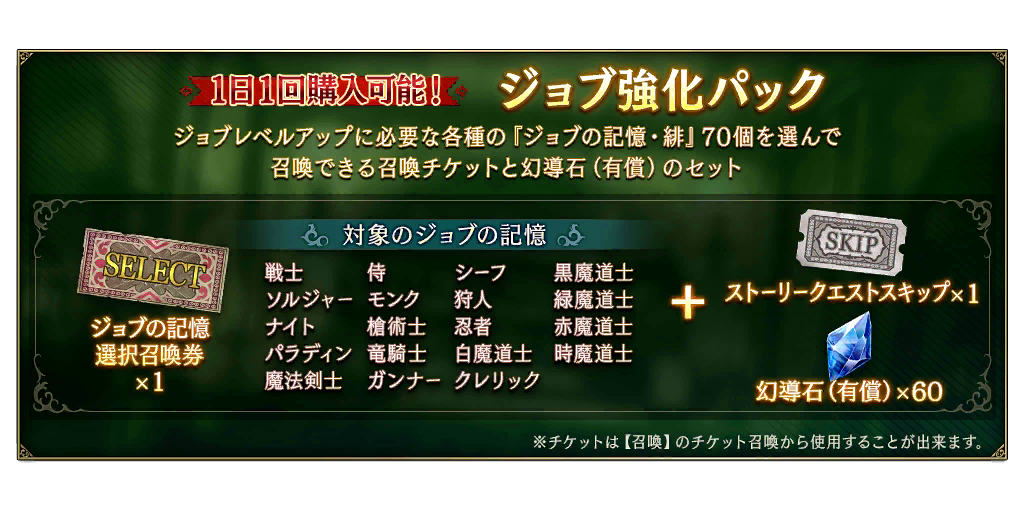 1日1回購入可能！ ジョブ強化パック
ジョブレベルアップに必要な各種の『ジョブの記憶・緋』70個を選んで
召喚できる召喚チケットと幻導石（有償）のセット
SELECT
ジョブの記憶
選択召喚券
×1
対象のジョブの記憶
戦士 侍 シーフ 黒魔道士
ソルジャー モンク 狩人 緑魔道士
ナイト 槍術士 忍者 赤魔道士
パラディン 竜騎士 白魔道士 時魔道士
魔法剣士 ガンナー クレリック
+
SKIP
ストーリークエストスキップ×1
幻導石（有償）×60
※チケットは【召喚】のチケット召喚から使用することが出来ます。